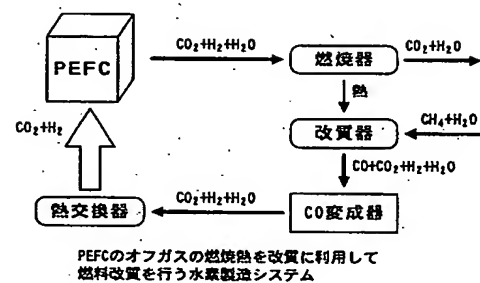 CO₂+H₂+H₂O
燃焼器
CO₂+H₂O
PEFC
熱
改質器
CH₄+H₂O
CO₂+H₂
CO+CO₂+H₂+H₂O
CO₂+H₂+H₂O
熱交換器
CO変成器
PEFCのオフガスの燃焼熱を改質に利用して
燃料改質を行う水素製造システム